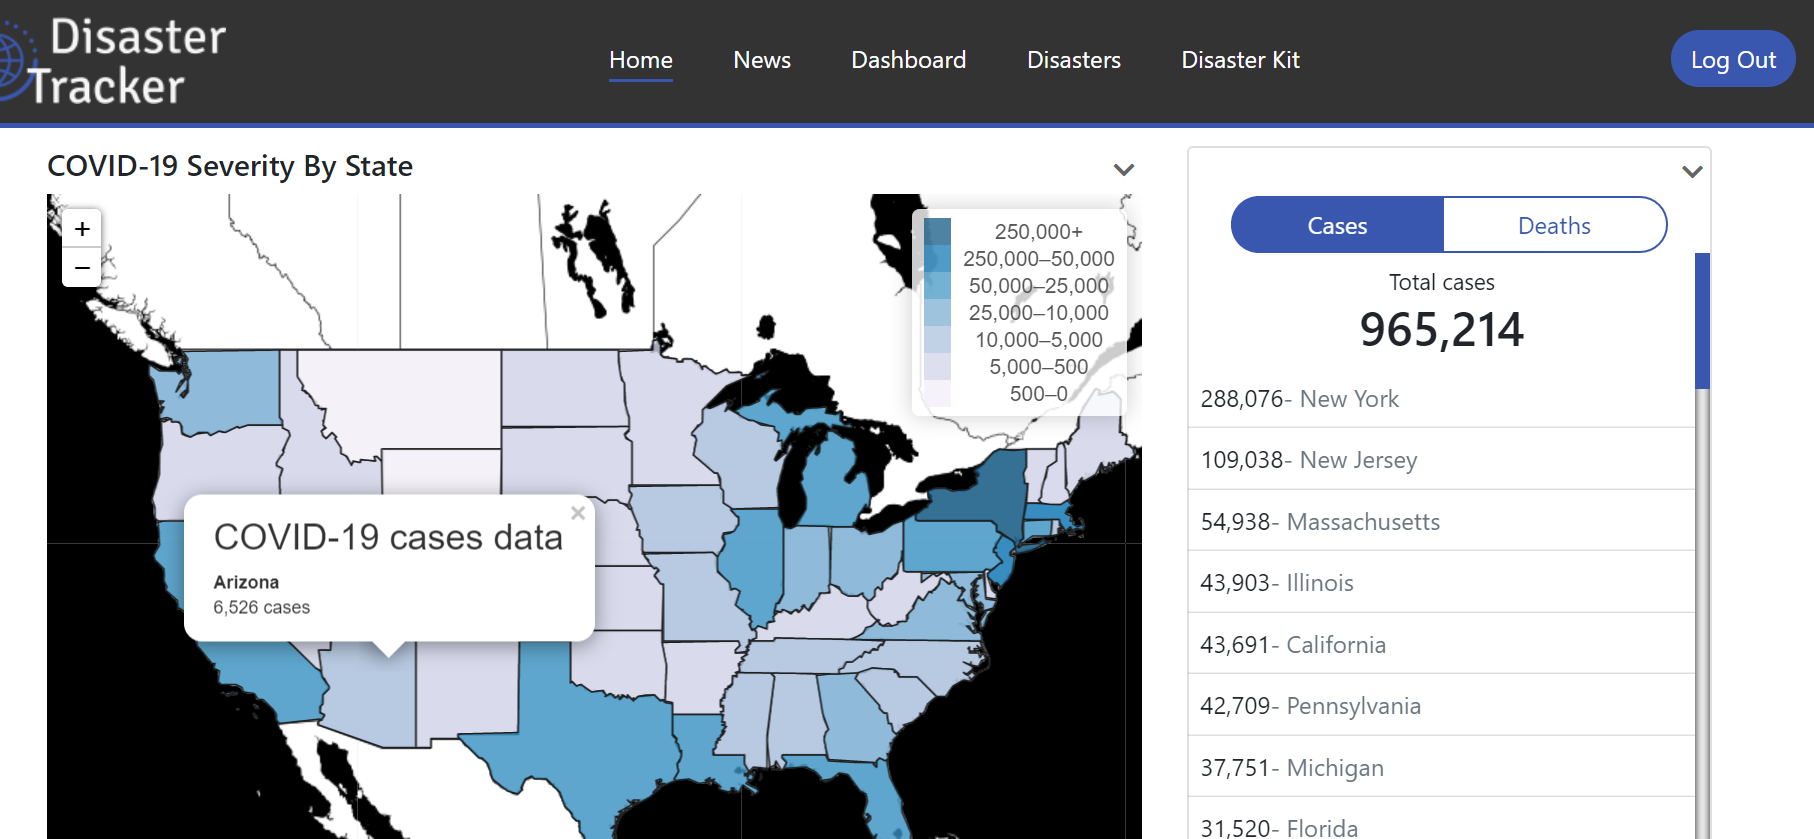 Disaster
Tracker
Home
News
Dashboard
Disasters
Disaster Kit
Log Out
COVID-19 Severity By State
+
−
250,000+
250,000–50,000
50,000–25,000
25,000–10,000
10,000–5,000
5,000–500
500–0
COVID-19 cases data
×
Arizona
6,526 cases
Cases
Deaths
Total cases
965,214
288,076- New York
109,038- New Jersey
54,938- Massachusetts
43,903- Illinois
43,691- California
42,709- Pennsylvania
37,751- Michigan
31,520- Florida